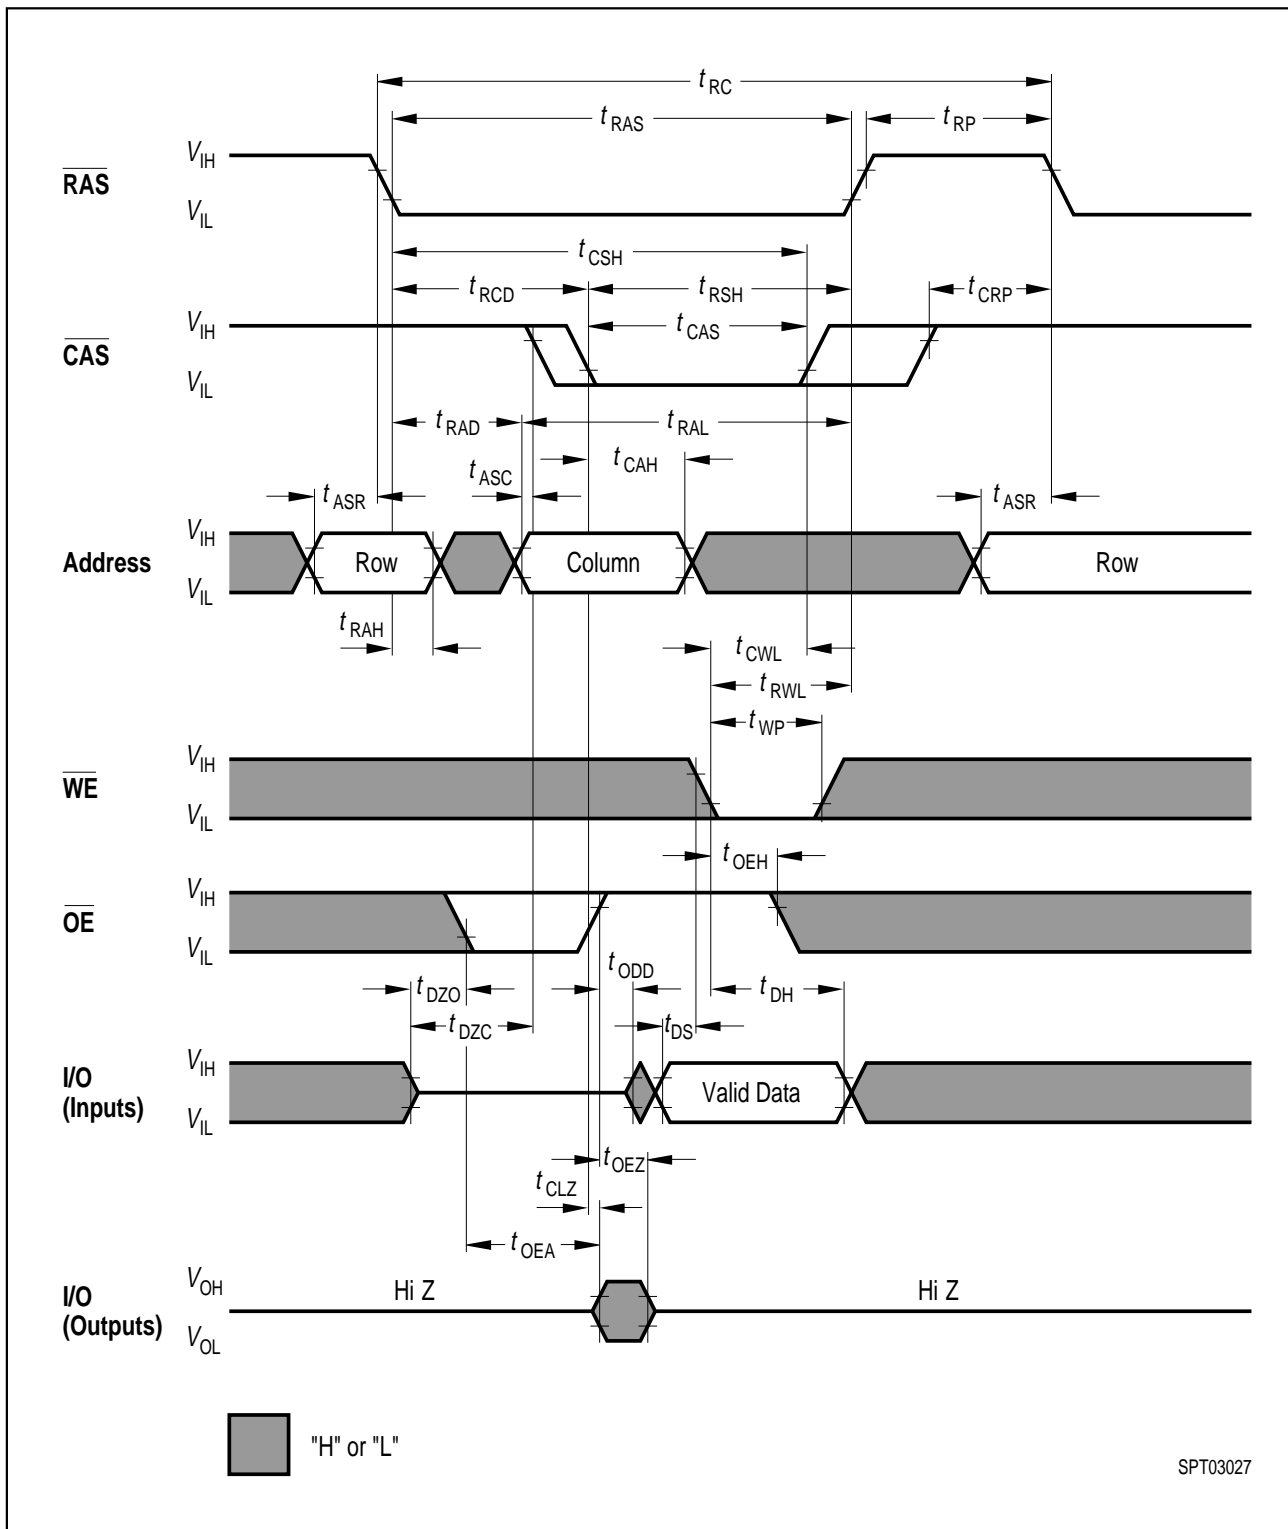 tRC
tRAS tRP
RAS VIH
VIL
tCSH
tRCD tRSH tCRP
tCAS
CAS VIH
VIL
tRAD tRAL
tASC tCAH
tASR tASR
Address VIH
VIL
Row Column Row
tRAH
tCWL
tRWL
tWP
WE VIH
VIL
tOEH
OE VIH
VIL
tODD
tDZO tDH
tDZC tDS
I/O
(Inputs)
VIH
VIL
Valid Data
tOEZ
tCLZ
tOEA
I/O
(Outputs)
VOH
VOL
Hi Z Hi Z
"H" or "L"
SPT03027